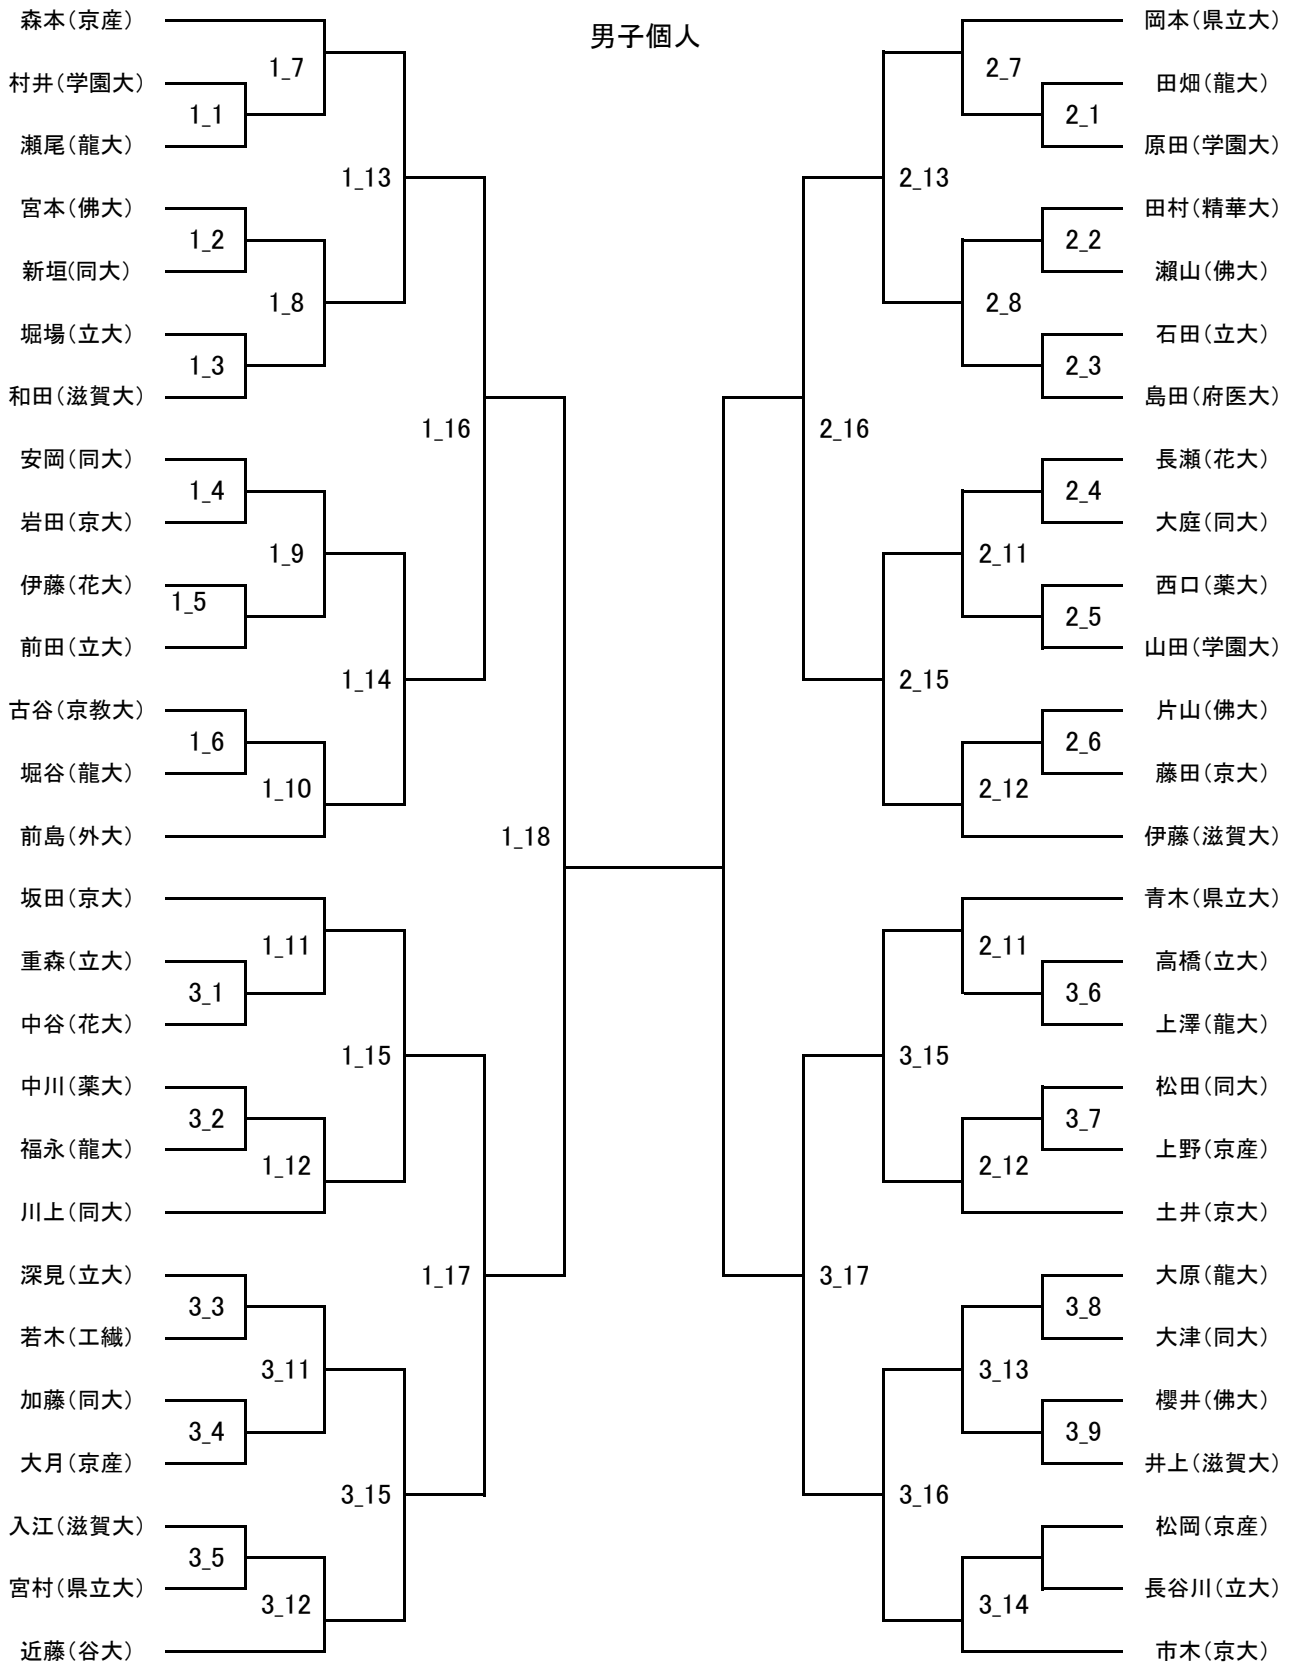 男子個人
森本（京産）
1_7
村井（学園大）
1_1
瀬尾（龍大）
1_13
宮本（佛大）
1_2
新垣（同大）
1_8
堀場（立大）
1_3
和田（滋賀大）
1_16
安岡（同大）
1_4
岩田（京大）
1_9
伊藤（花大）
1_5
前田（立大）
1_14
古谷（京教大）
1_6
堀谷（龍大）
1_10
前島（外大）
1_18
坂田（京大）
1_11
重森（立大）
3_1
中谷（花大）
1_15
中川（薬大）
3_2
福永（龍大）
1_12
川上（同大）
1_17
深見（立大）
3_3
若木（工繊）
3_11
加藤（同大）
3_4
大月（京産）
3_15
入江（滋賀大）
3_5
宮村（県立大）
3_12
近藤（谷大）
岡本（県立大）
2_7
田畑（龍大）
2_1
原田（学園大）
2_13
田村（精華大）
2_2
瀬山（佛大）
2_8
石田（立大）
2_3
島田（府医大）
2_16
長瀬（花大）
2_4
大庭（同大）
2_11
西口（薬大）
2_5
山田（学園大）
2_15
片山（佛大）
2_6
藤田（京大）
2_12
伊藤（滋賀大）
青木（県立大）
2_11
高橋（立大）
3_6
上澤（龍大）
3_15
松田（同大）
3_7
上野（京産）
2_12
土井（京大）
3_17
大原（龍大）
3_8
大津（同大）
3_13
櫻井（佛大）
3_9
井上（滋賀大）
3_16
松岡（京産）
長谷川（立大）
3_14
市木（京大）